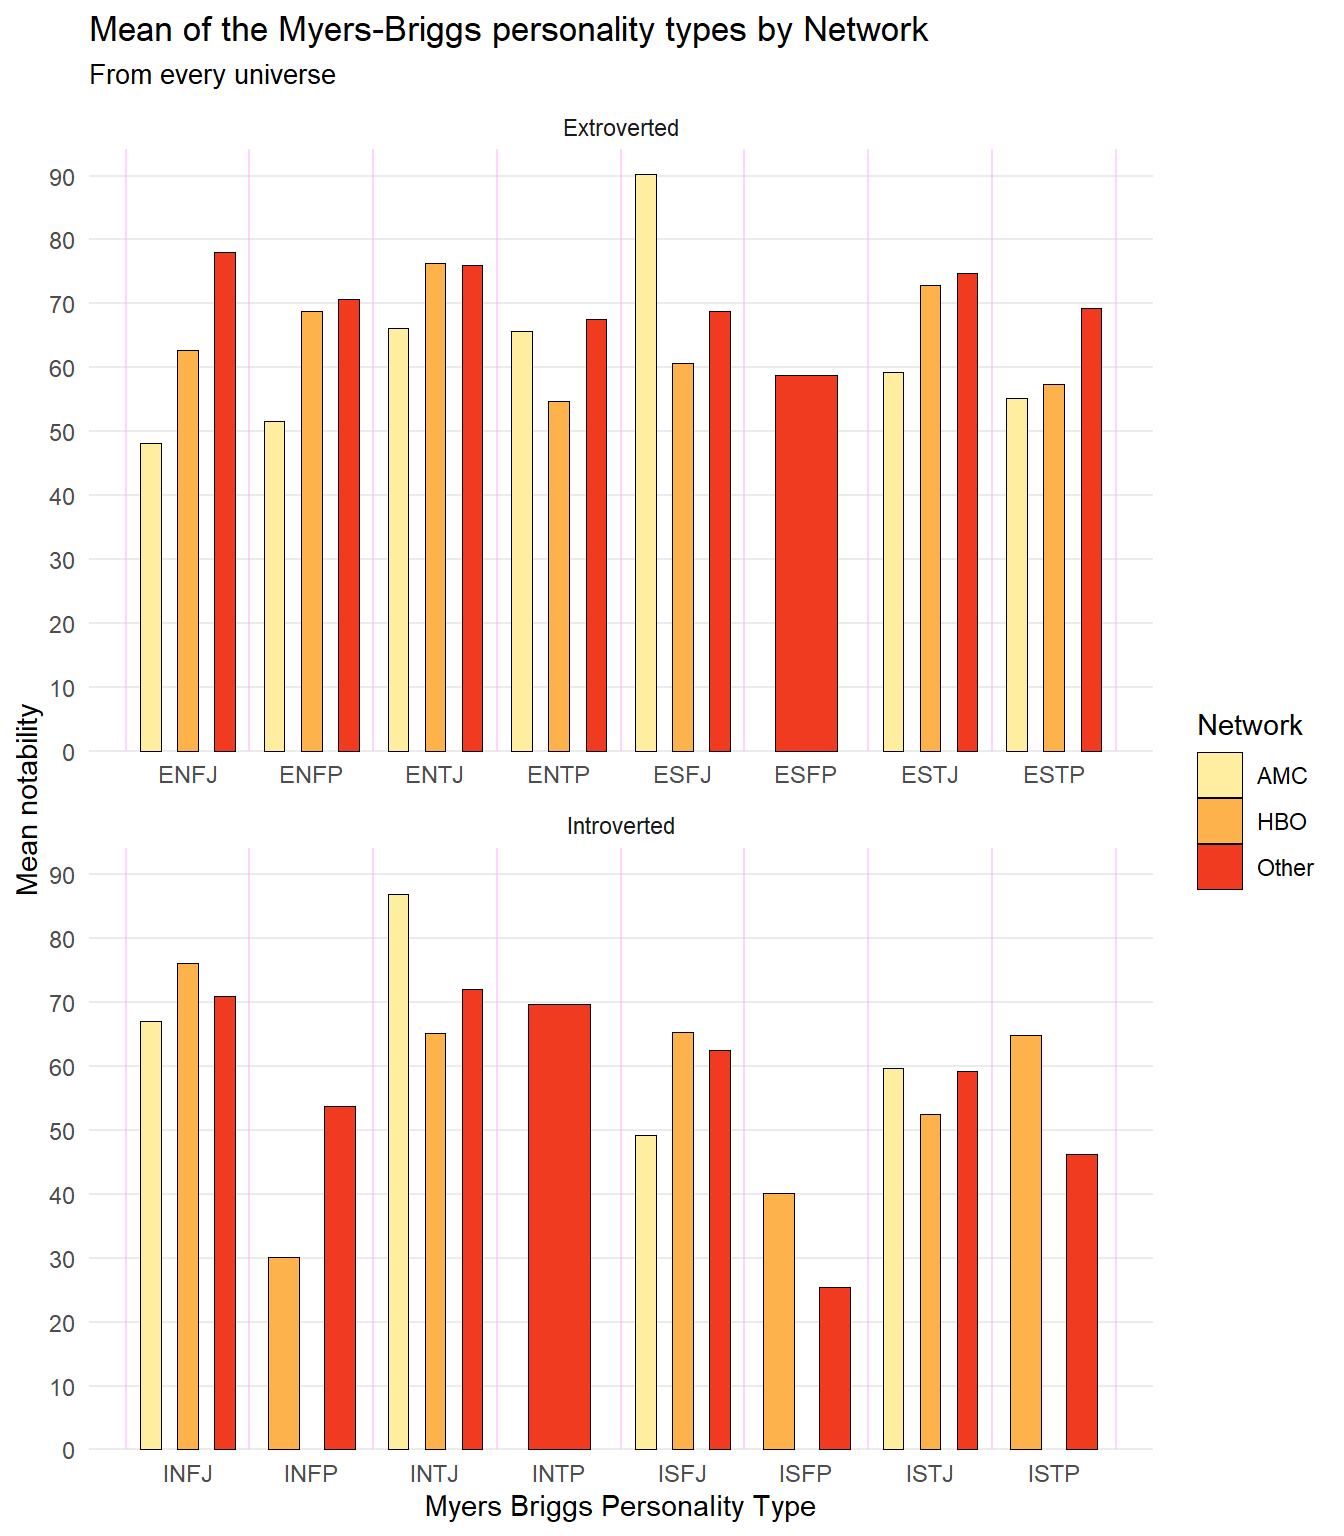 Mean of the Myers-Briggs personality types by Network
From every universe
Extroverted
90
80
70
60
50
40
30
20
10
0
ENFJ ENFP ENTJ ENTP ESFJ ESFP ESTJ ESTP
Mean notability
Introverted
90
80
70
60
50
40
30
20
10
0
INFJ INFP INTJ INTP ISFJ ISFP ISTJ ISTP
Myers Briggs Personality Type
Network
AMC
HBO
Other